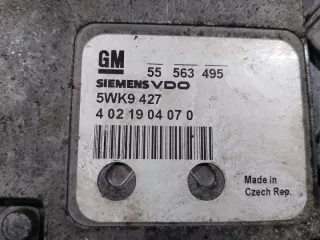 GM 55 563 495
SIEMENS VDO
5WK9 427
4 02 19 04 07 0
Made in
Czech Rep.